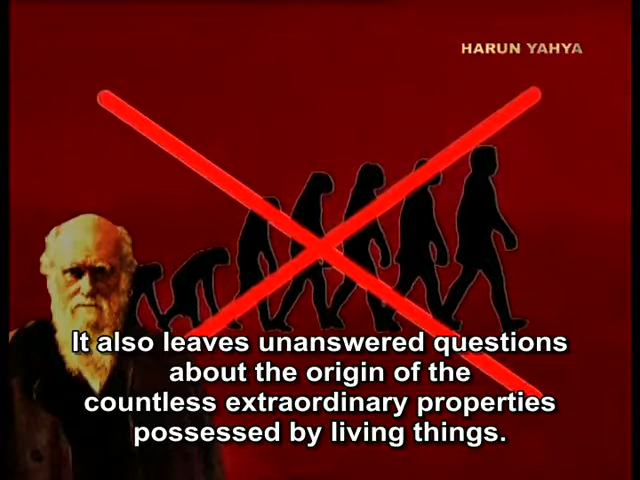 HARUN YAHYA
It also leaves unanswered questions
about the origin of the
countless extraordinary properties
possessed by living things.